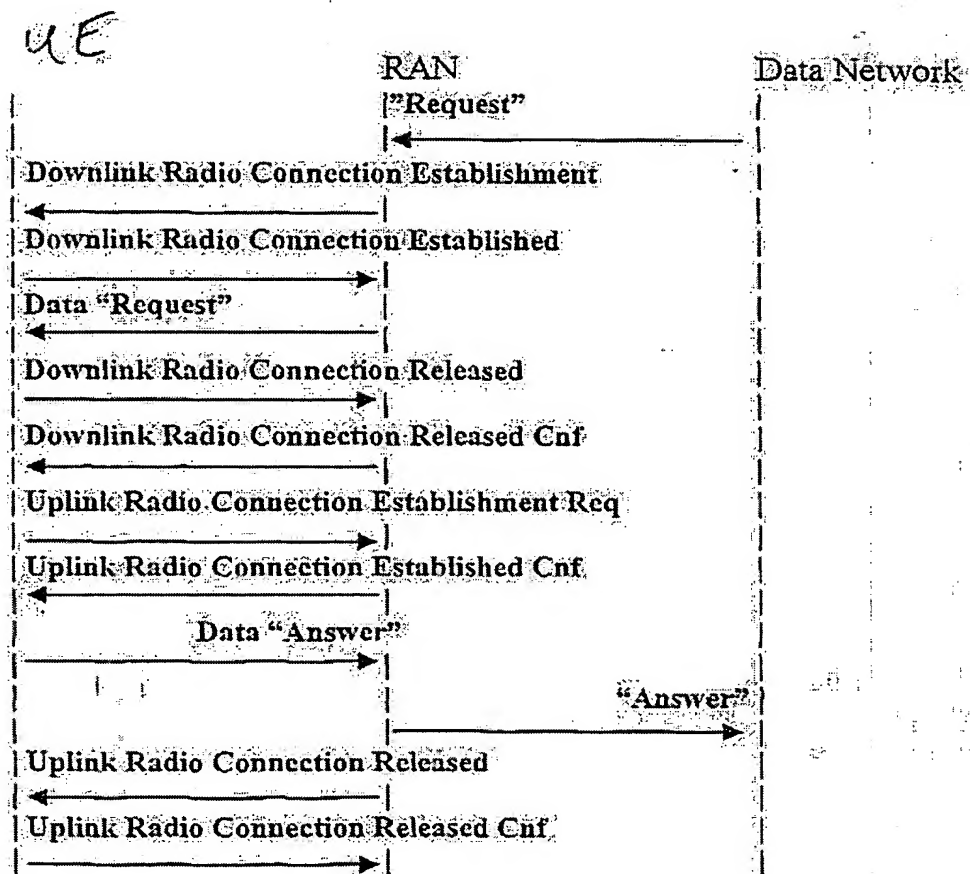 UE
RAN
Data Network
”Request”
Downlink Radio Connection Establishment
Downlink Radio Connection Established
Data “Request”
Downlink Radio Connection Released
Downlink Radio Connection Released Cnf
Uplink Radio Connection Establishment Req
Uplink Radio Connection Established Cnf
Data “Answer”
“Answer”
Uplink Radio Connection Released
Uplink Radio Connection Released Cnf